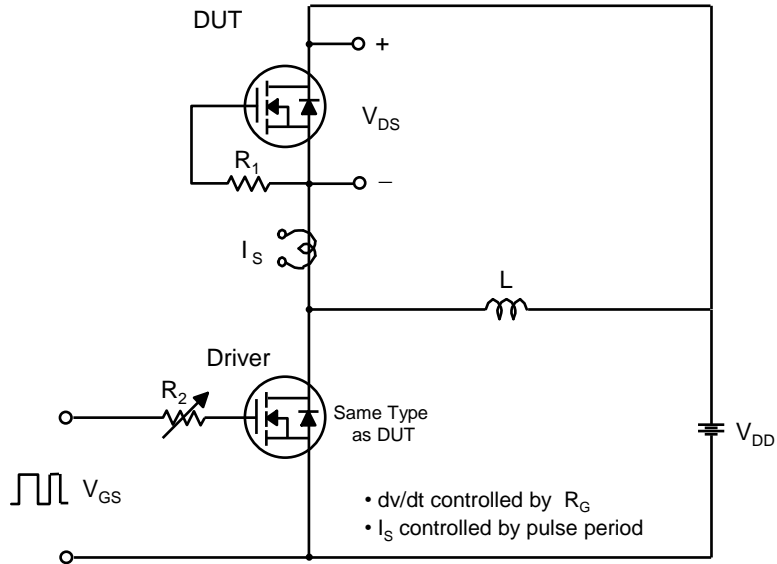 DUT
+
V_DS
R_1
−
I_S
L
Driver
R_2
Same Type
as DUT
V_DD
V_GS
• dv/dt controlled by R_G
• I_S controlled by pulse period